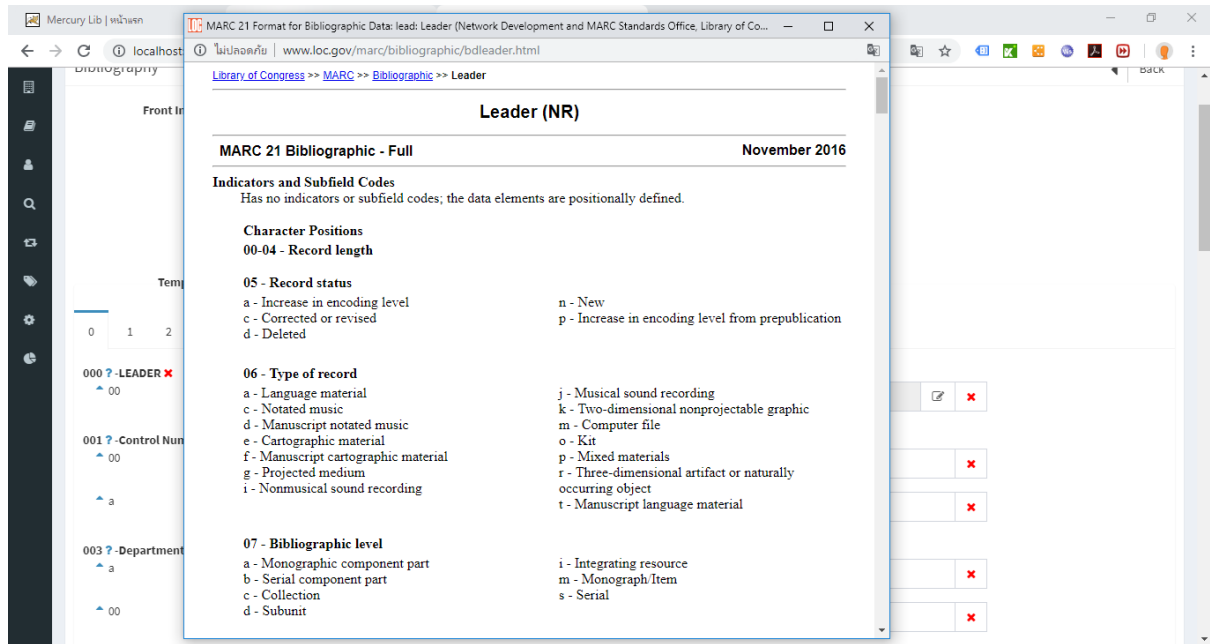 Mercury Lib | หน้าแรก
MARC 21 Format for Bibliographic Data: lead: Leader (Network Development and MARC Standards Office, Library of Co...
localhost
ไม่ปลอดภัย | www.loc.gov/marc/bibliographic/bdleader.html
Bibliography
Back
Library of Congress >> MARC >> Bibliographic >> Leader
Front In
Leader (NR)
MARC 21 Bibliographic - Full
November 2016
Indicators and Subfield Codes
Has no indicators or subfield codes; the data elements are positionally defined.
Character Positions
00-04 - Record length
Temp
05 - Record status
a - Increase in encoding level
c - Corrected or revised
d - Deleted
n - New
p - Increase in encoding level from prepublication
0 1 2
000 ? -LEADER
00
06 - Type of record
a - Language material
c - Notated music
d - Manuscript notated music
e - Cartographic material
f - Manuscript cartographic material
g - Projected medium
i - Nonmusical sound recording
j - Musical sound recording
k - Two-dimensional nonprojectable graphic
m - Computer file
o - Kit
p - Mixed materials
r - Three-dimensional artifact or naturally
occurring object
t - Manuscript language material
001 ? -Control Num
00
a
003 ? -Department
a
00
07 - Bibliographic level
a - Monographic component part
b - Serial component part
c - Collection
d - Subunit
i - Integrating resource
m - Monograph/Item
s - Serial